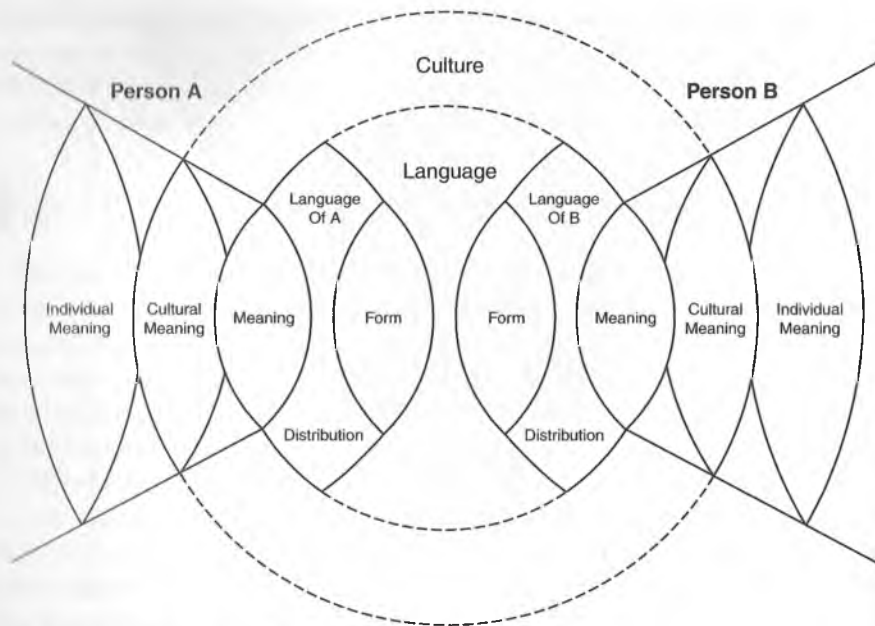 Culture
Person A
Person B
Language
Language
Of A
Language
Of B
Individual
Meaning
Cultural
Meaning
Meaning
Form
Form
Meaning
Cultural
Meaning
Individual
Meaning
Distribution
Distribution